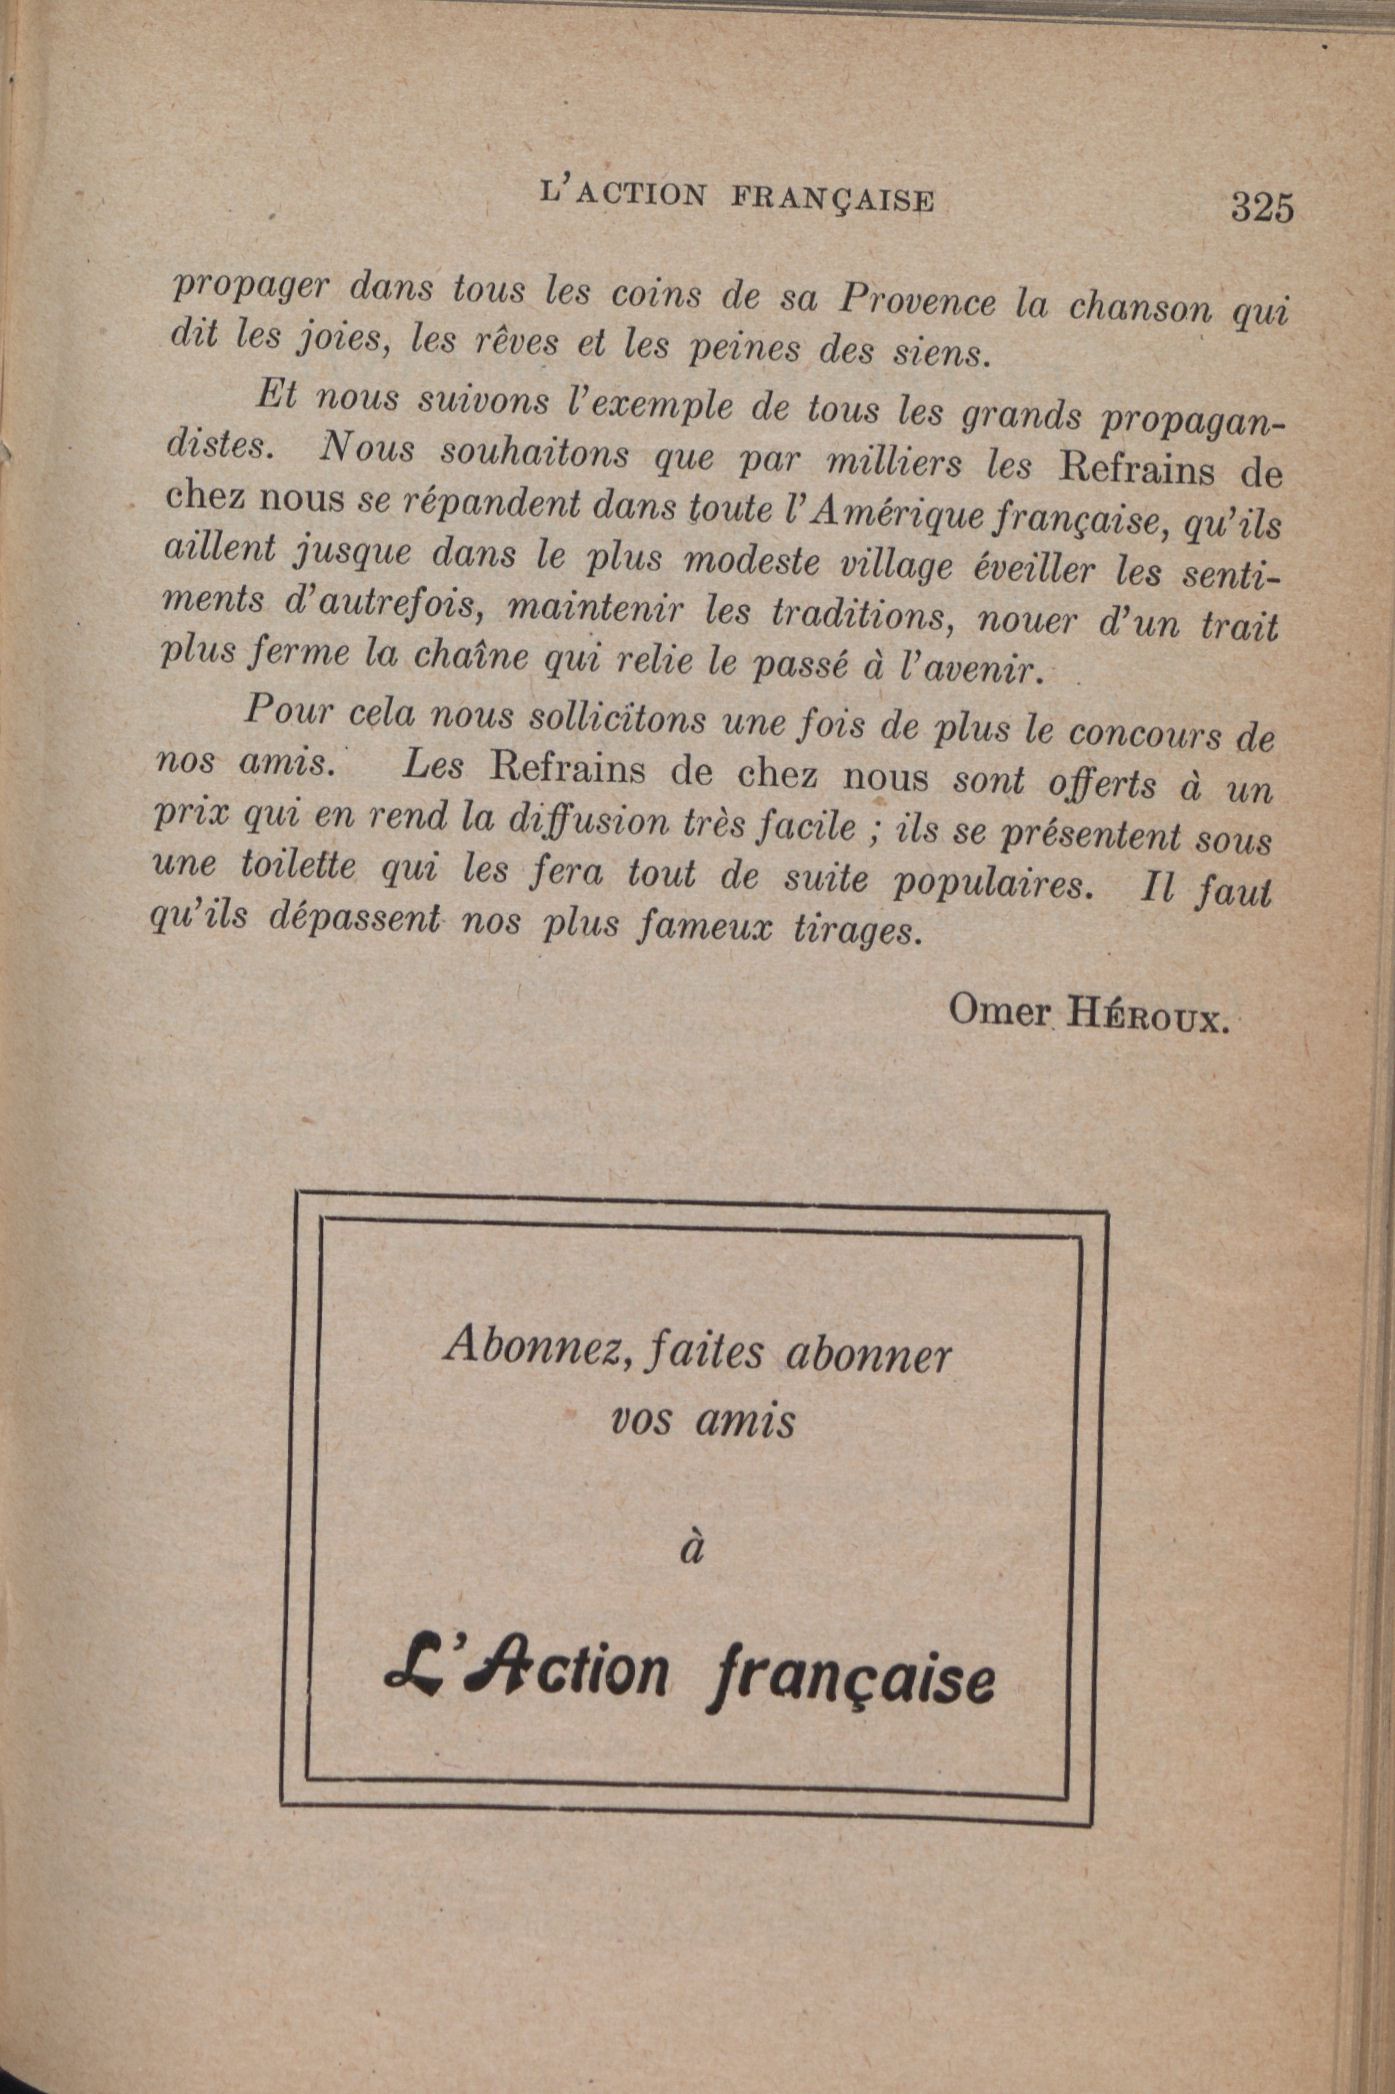 L'ACTION FRANÇAISE 325
propager dans tous les coins de sa Provence la chanson qui
dit les joies, les rêves et les peines des siens.
Et nous suivons l'exemple de tous les grands propagan-
distes. Nous souhaitons que par milliers les Refrains de
chez nous se répandent dans toute l'Amérique française, qu'ils
aillent jusque dans le plus modeste village éveiller les senti-
ments d'autrefois, maintenir les traditions, nouer d'un trait
plus ferme la chaîne qui relie le passé à l'avenir.
Pour cela nous sollicitons une fois de plus le concours de
nos amis. Les Refrains de chez nous sont offerts à un
prix qui en rend la diffusion très facile ; ils se présentent sous
une toilette qui les fera tout de suite populaires. Il faut
qu'ils dépassent nos plus fameux tirages.
Omer HÉROUX.
Abonnez, faites abonner
vos amis
à
L'Action française